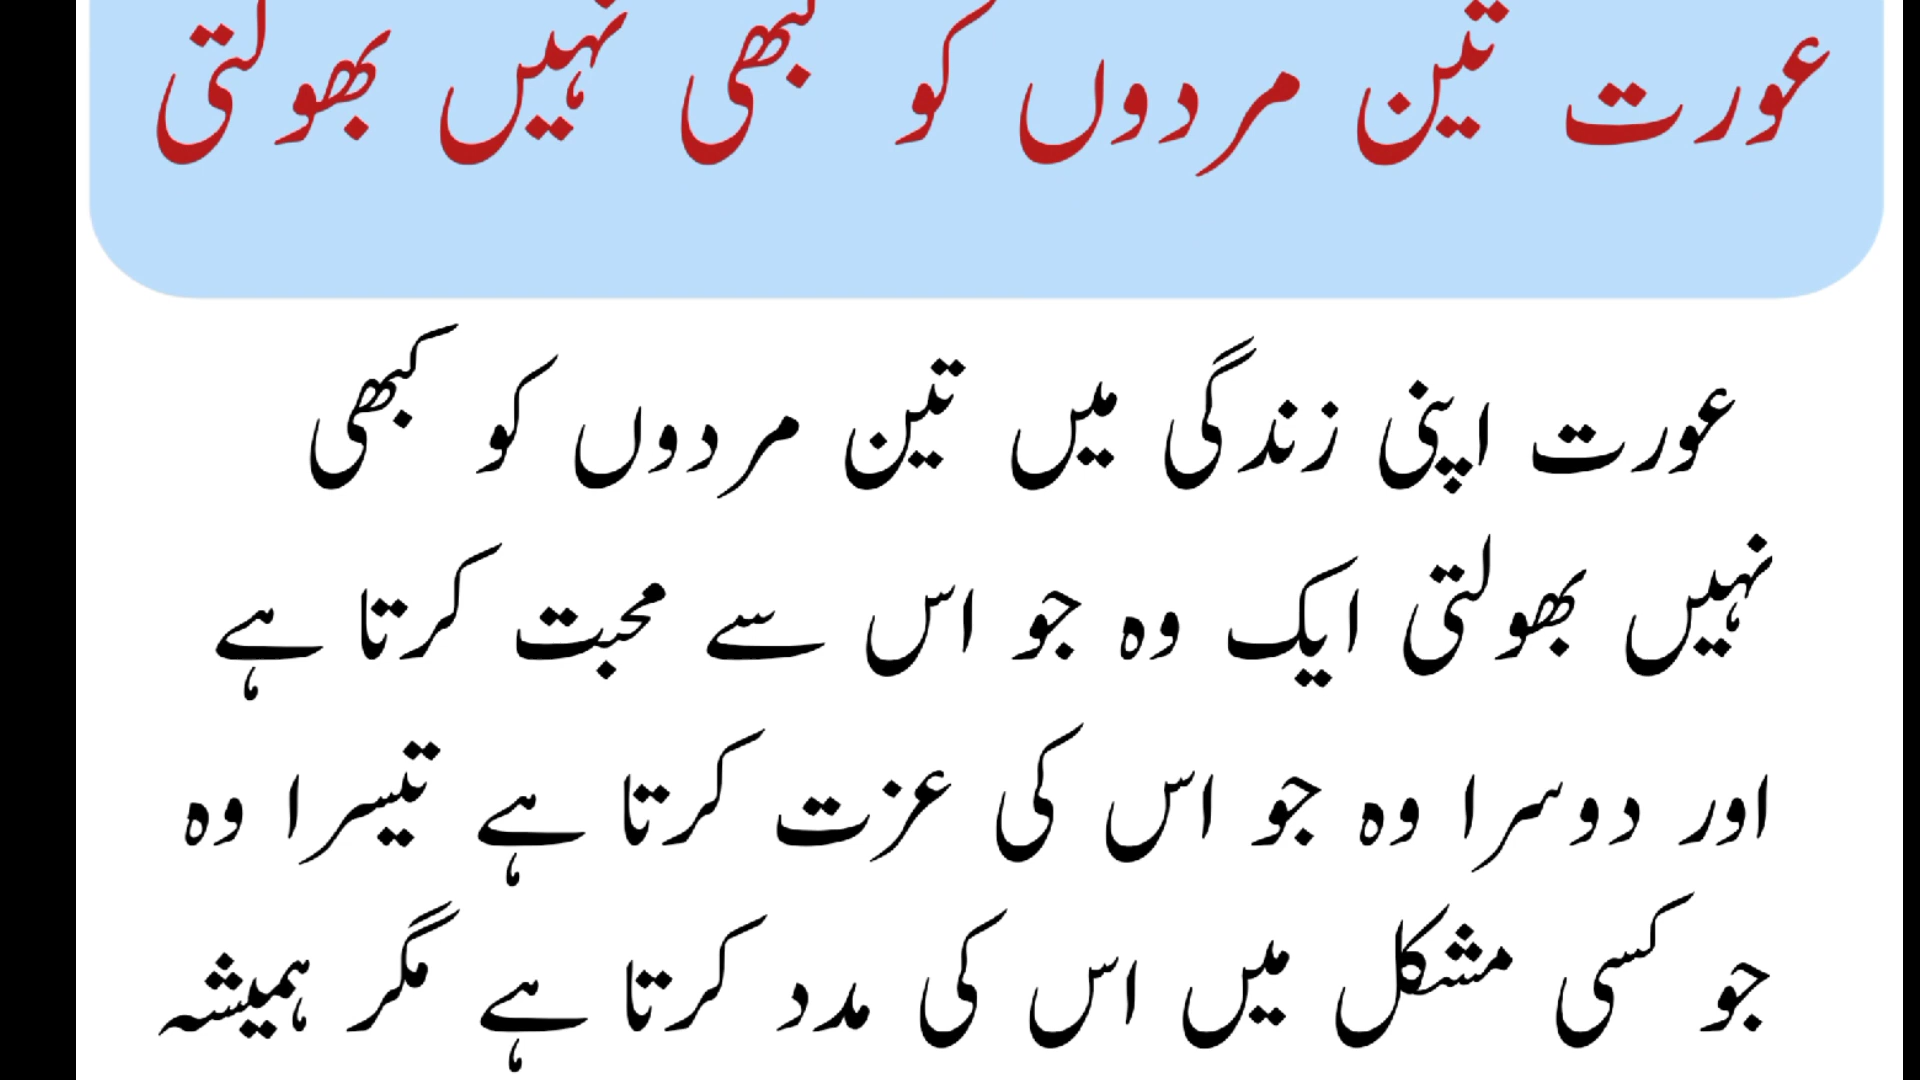 عورت تین مردوں کو کبھی نہیں بھولتی
عورت اپنی زندگی میں تین مردوں کو کبھی
نہیں بھولتی ایک وہ جو اس سے محبت کرتا ہے
اور دوسرا وہ جو اس کی عزت کرتا ہے تیسرا وہ
جو کسی مشکل میں اس کی مدد کرتا ہے مگر ہمیشہ